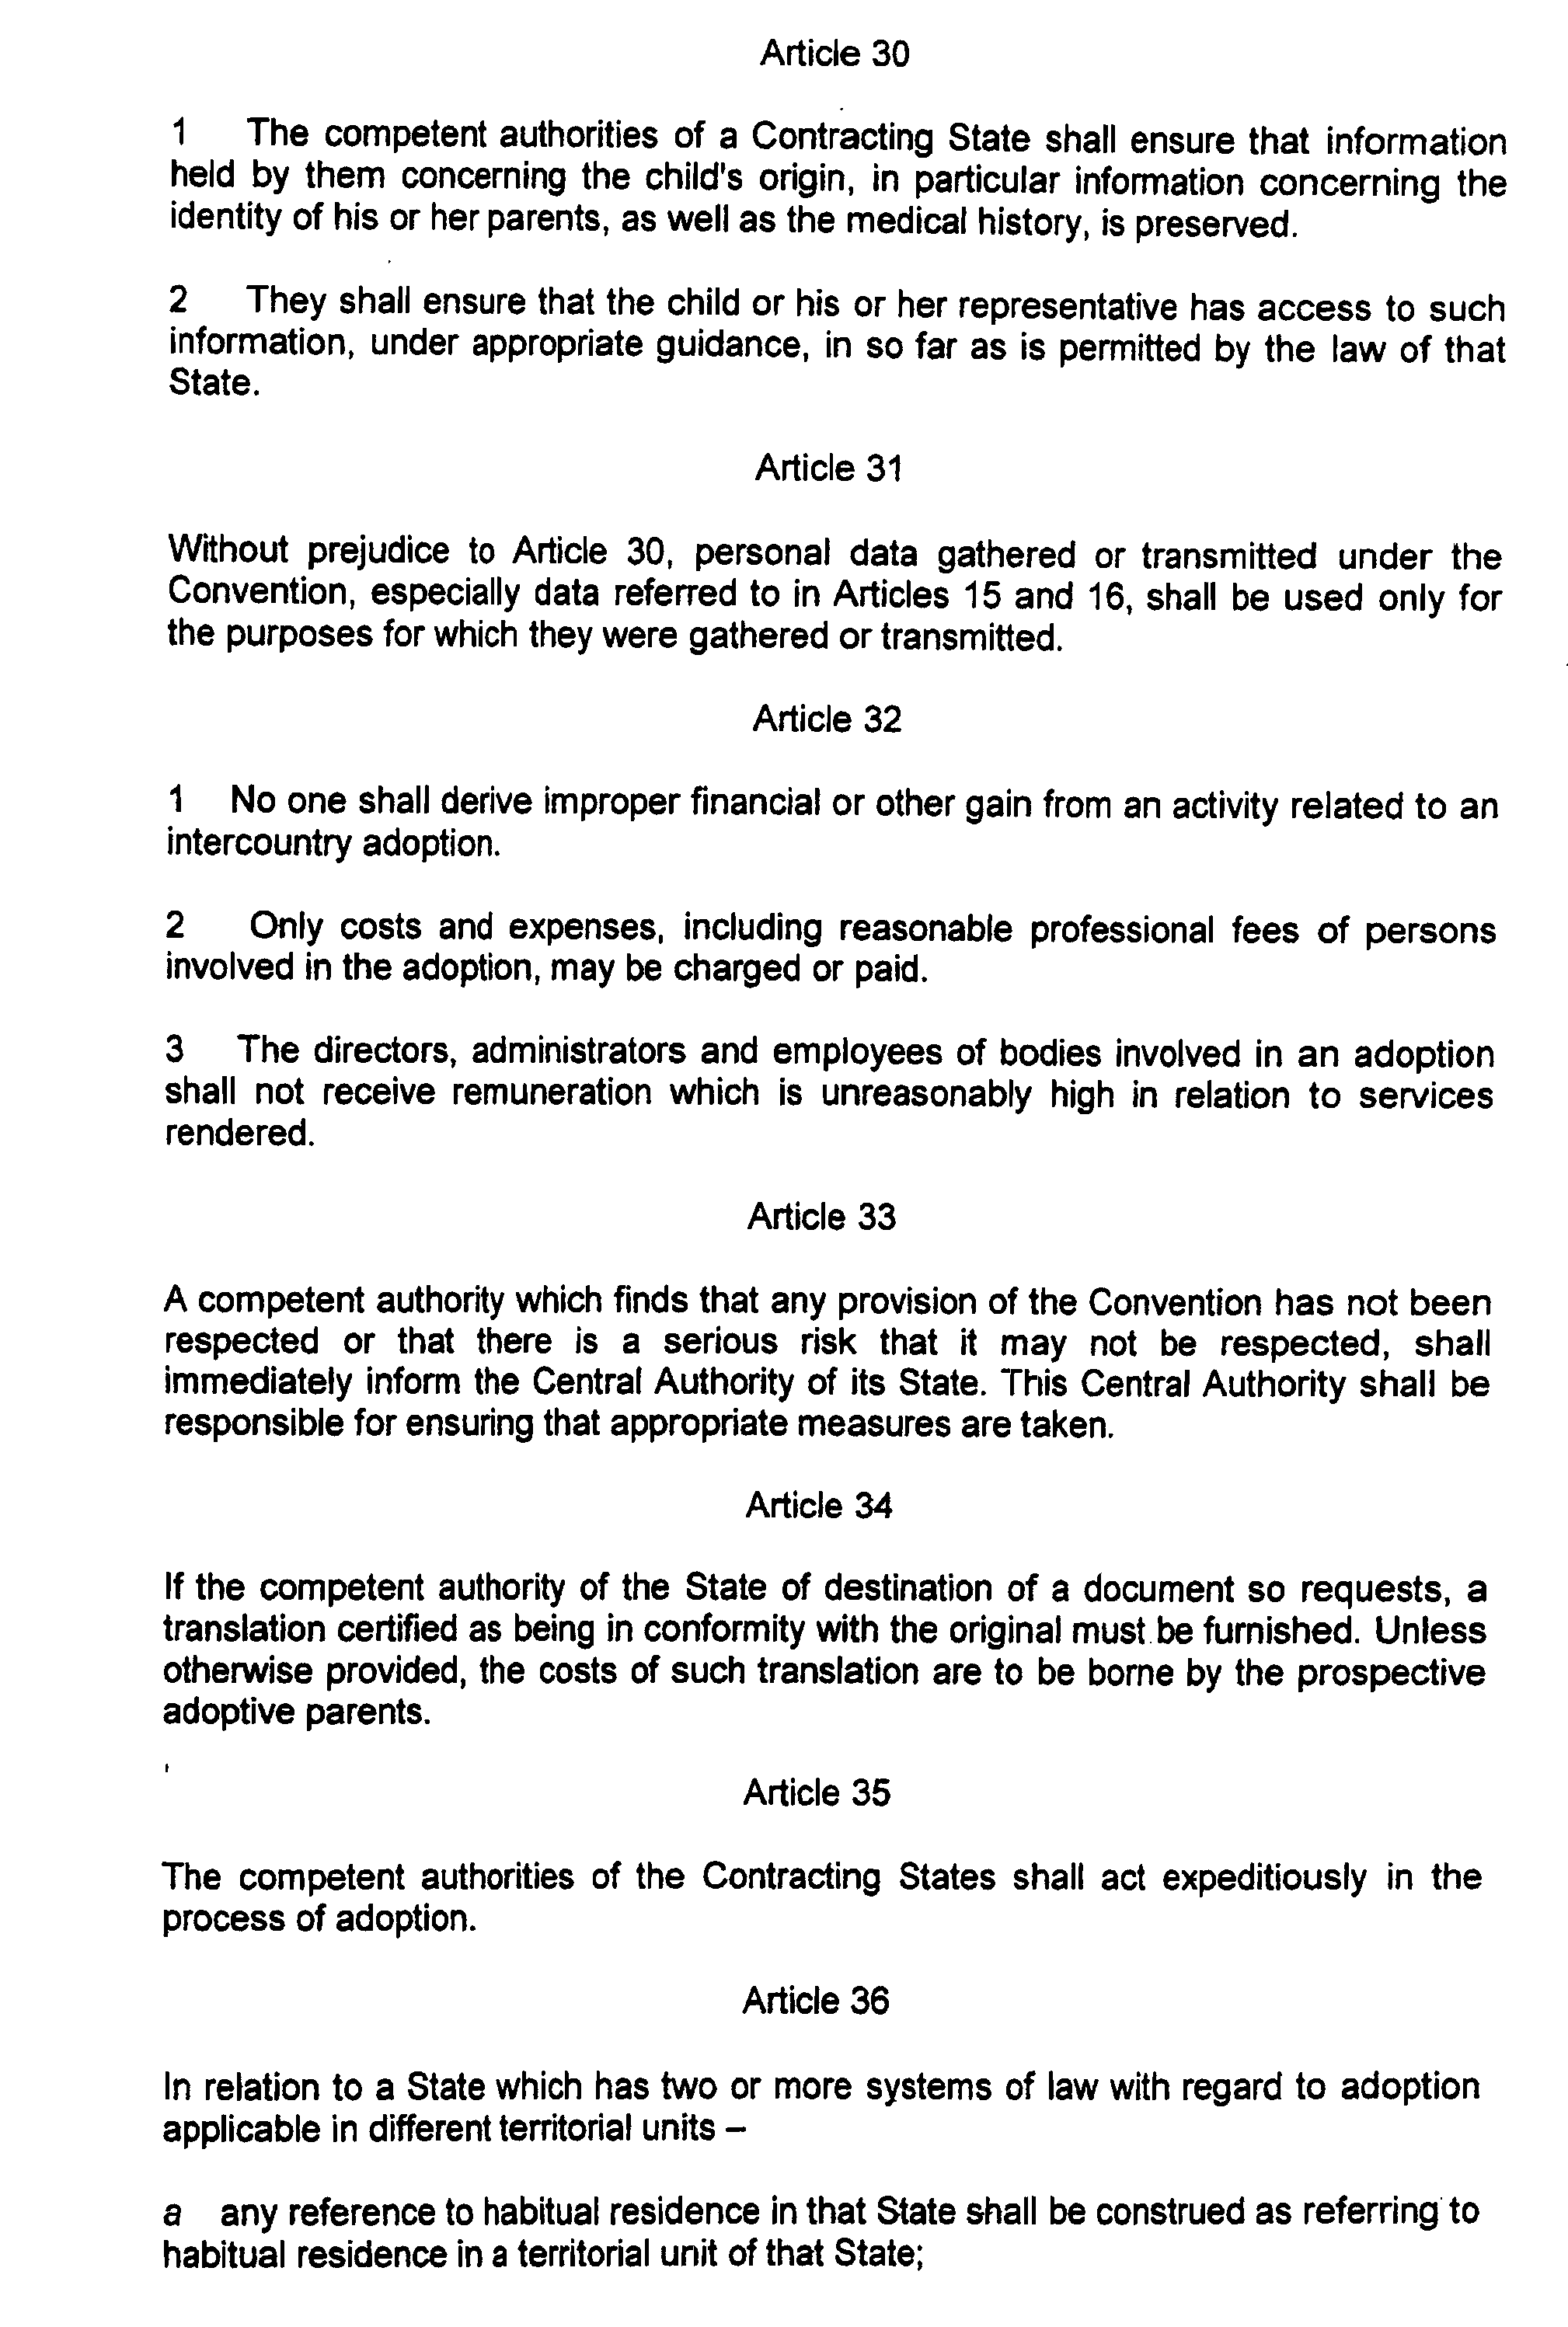 Article 30
1 The competent authorities of a Contracting State shall ensure that information
held by them concerning the child's origin, in particular information concerning the
identity of his or her parents, as well as the medical history, is preserved.
2 They shall ensure that the child or his or her representative has access to such
information, under appropriate guidance, in so far as is permitted by the law of that
State.
Article 31
Without prejudice to Article 30, personal data gathered or transmitted under the
Convention, especially data referred to in Articles 15 and 16, shall be used only for
the purposes for which they were gathered or transmitted.
Article 32
1 No one shall derive improper financial or other gain from an activity related to an
intercountry adoption.
2 Only costs and expenses, including reasonable professional fees of persons
involved in the adoption, may be charged or paid.
3 The directors, administrators and employees of bodies involved in an adoption
shall not receive remuneration which is unreasonably high in relation to services
rendered.
Article 33
A competent authority which finds that any provision of the Convention has not been
respected or that there is a serious risk that it may not be respected, shall
immediately inform the Central Authority of its State. This Central Authority shall be
responsible for ensuring that appropriate measures are taken.
Article 34
If the competent authority of the State of destination of a document so requests, a
translation certified as being in conformity with the original must be furnished. Unless
otherwise provided, the costs of such translation are to be borne by the prospective
adoptive parents.
Article 35
The competent authorities of the Contracting States shall act expeditiously in the
process of adoption.
Article 36
In relation to a State which has two or more systems of law with regard to adoption
applicable in different territorial units –
a any reference to habitual residence in that State shall be construed as referring to
habitual residence in a territorial unit of that State;